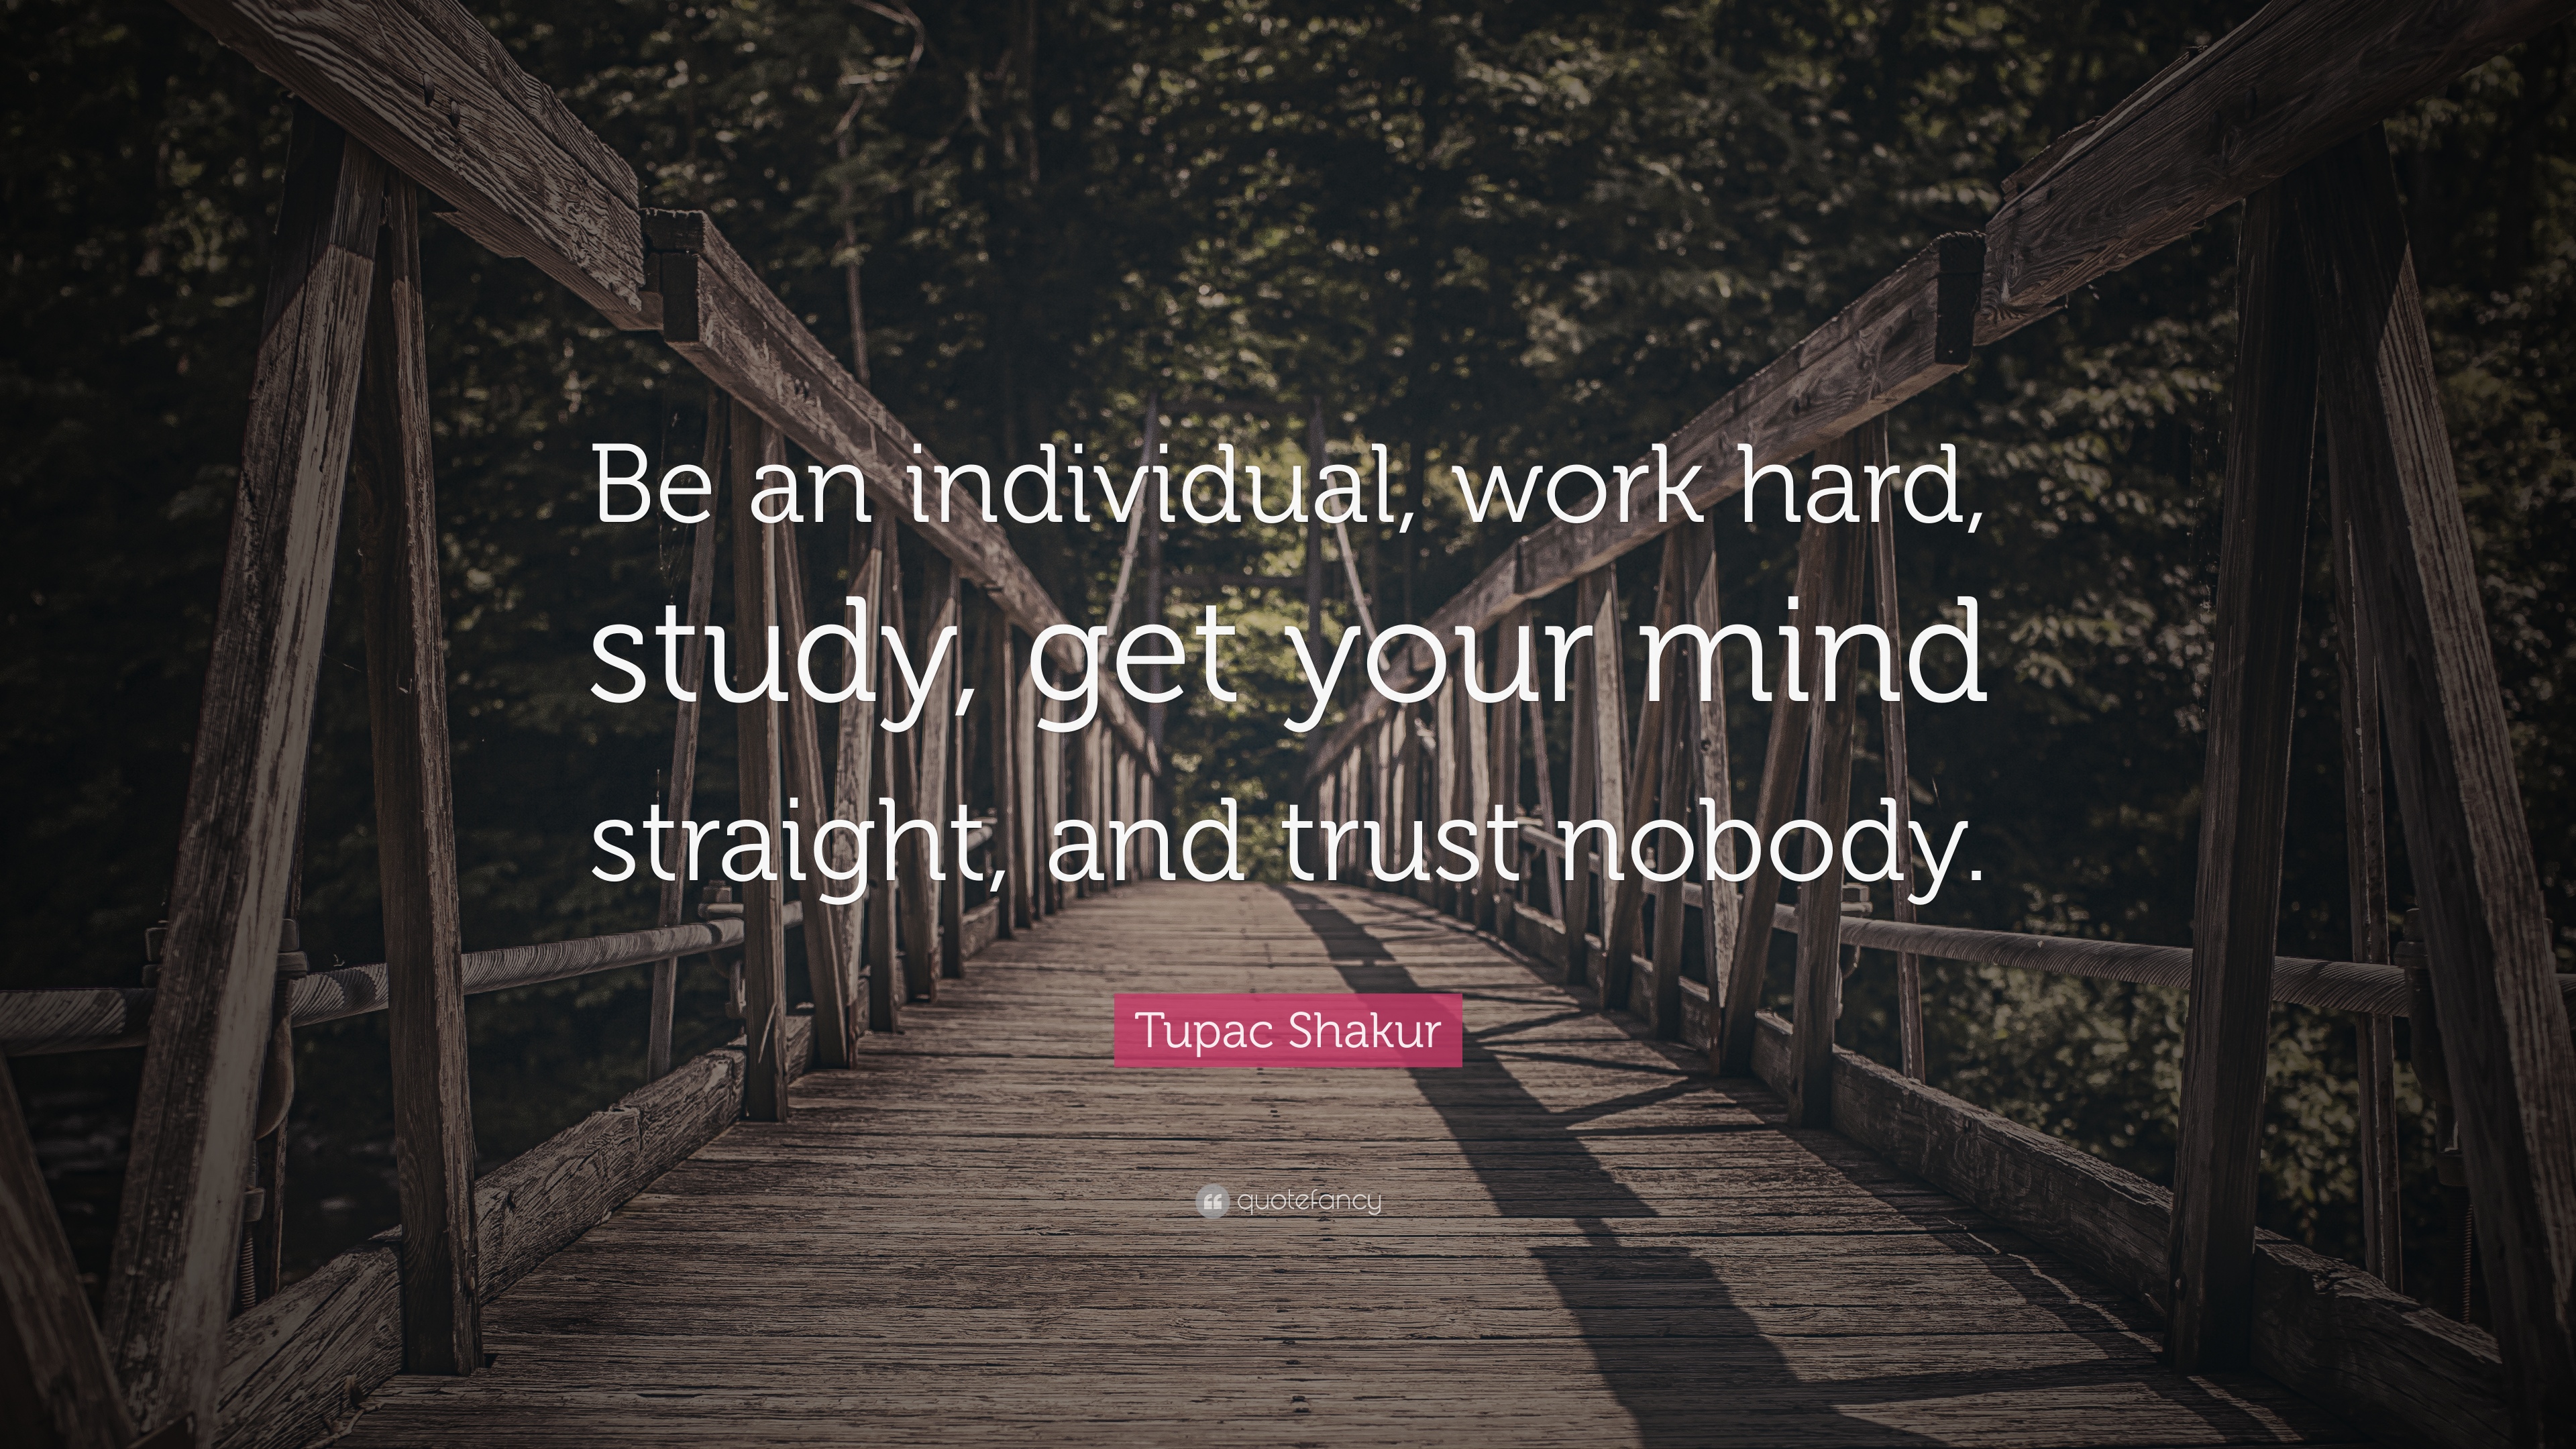 Be an individual, work hard,
study, get your mind
straight, and trust nobody.
Tupac Shakur
quotefancy